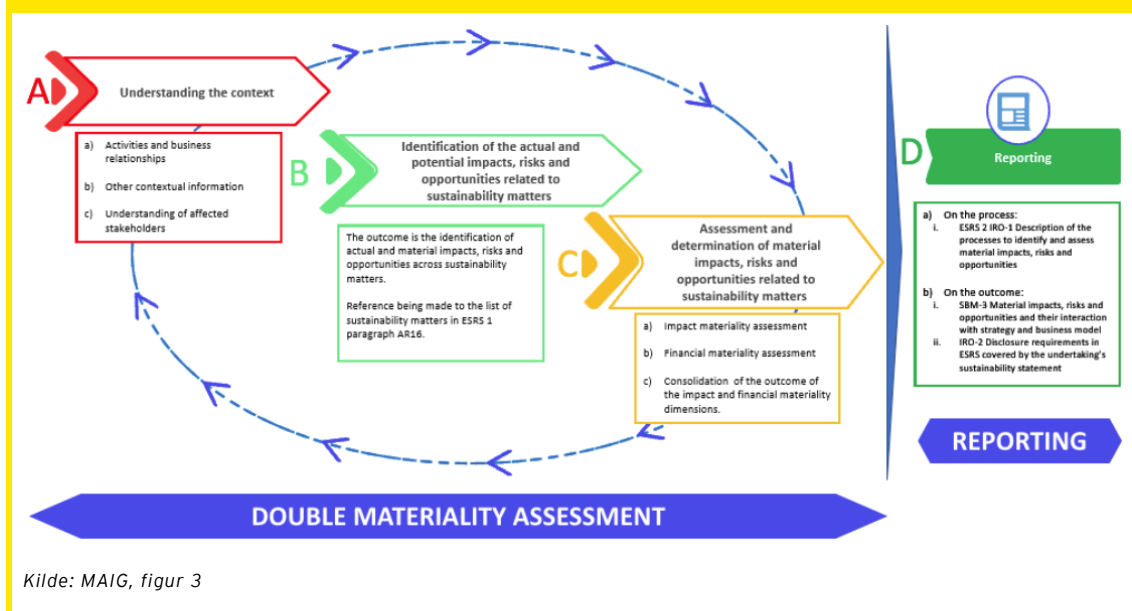 A
Understanding the context
a) Activities and business
relationships
b) Other contextual information
c) Understanding of affected
stakeholders
B
Identification of the actual and
potential impacts, risks and
opportunities related to
sustainability matters
The outcome is the identification of
actual and material impacts, risks and
opportunities across sustainability
matters.
Reference being made to the list of
sustainability matters in ESRS 1
paragraph AR16.
C
Assessment and
determination of material
impacts, risks and
opportunities related to
sustainability matters
a) Impact materiality assessment
b) Financial materiality assessment
c) Consolidation of the outcome of
the impact and financial materiality
dimensions.
D
Reporting
a) On the process:
i. ESRS 2 IRO-1 Description of the
processes to identify and assess
material impacts, risks and
opportunities
b) On the outcome:
i. SBM-3 Material impacts, risks and
opportunities and their interaction
with strategy and business model
ii. IRO-2 Disclosure requirements in
ESRS covered by the undertaking's
sustainability statement
REPORTING
DOUBLE MATERIALITY ASSESSMENT
Kilde: MAIG, figur 3